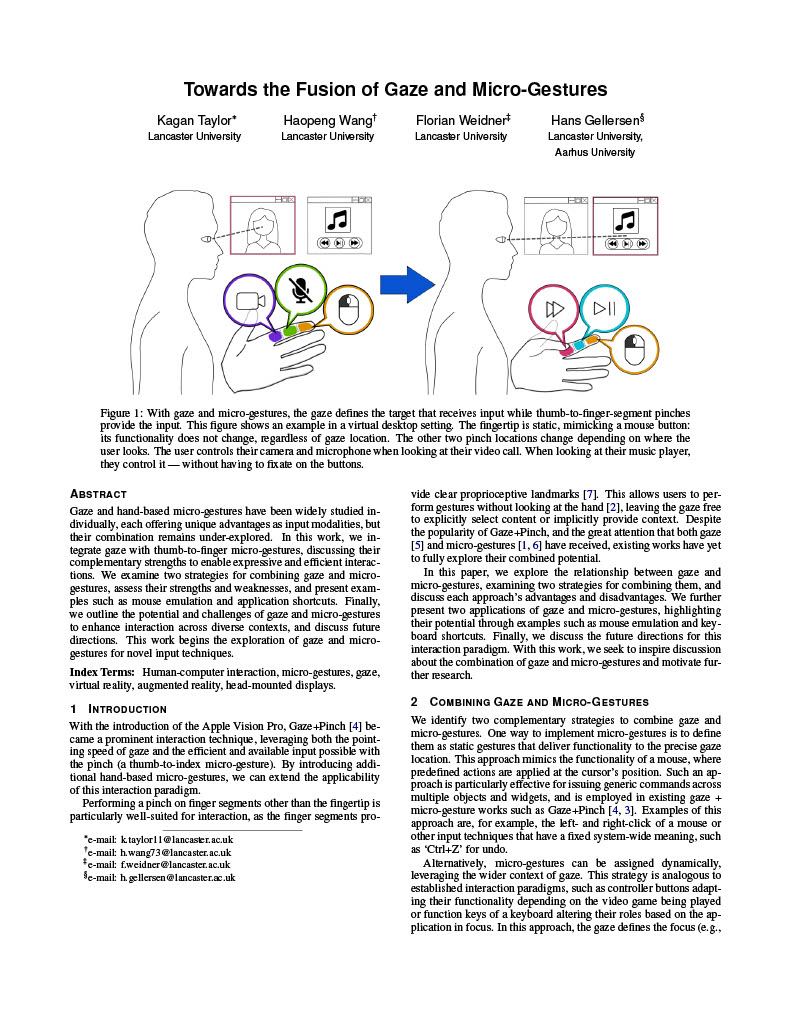 Towards the Fusion of Gaze and Micro-Gestures
Kagan Taylor*
Lancaster University
Haopeng Wang†
Lancaster University
Florian Weidner‡
Lancaster University
Hans Gellersen§
Lancaster University,
Aarhus University
Figure 1: With gaze and micro-gestures, the gaze defines the target that receives input while thumb-to-finger-segment pinches
provide the input. This figure shows an example in a virtual desktop setting. The fingertip is static, mimicking a mouse button:
its functionality does not change, regardless of gaze location. The other two pinch locations change depending on where the
user looks. The user controls their camera and microphone when looking at their video call. When looking at their music player,
they control it — without having to fixate on the buttons.
ABSTRACT
Gaze and hand-based micro-gestures have been widely studied in-
dividually, each offering unique advantages as input modalities, but
their combination remains under-explored. In this work, we in-
tegrate gaze with thumb-to-finger micro-gestures, discussing their
complementary strengths to enable expressive and efficient interac-
tions. We examine two strategies for combining gaze and micro-
gestures, assess their strengths and weaknesses, and present exam-
ples such as mouse emulation and application shortcuts. Finally,
we outline the potential and challenges of gaze and micro-gestures
to enhance interaction across diverse contexts, and discuss future
directions. This work begins the exploration of gaze and micro-
gestures for novel input techniques.
Index Terms: Human-computer interaction, micro-gestures, gaze,
virtual reality, augmented reality, head-mounted displays.
1 INTRODUCTION
With the introduction of the Apple Vision Pro, Gaze+Pinch [4] be-
came a prominent interaction technique, leveraging both the point-
ing speed of gaze and the efficient and available input possible with
the pinch (a thumb-to-index micro-gesture). By introducing addi-
tional hand-based micro-gestures, we can extend the applicability
of this interaction paradigm.
Performing a pinch on finger segments other than the fingertip is
particularly well-suited for interaction, as the finger segments pro-
*e-mail: k.taylor11@lancaster.ac.uk
†e-mail: h.wang73@lancaster.ac.uk
‡e-mail: f.weidner@lancaster.ac.uk
§e-mail: h.gellersen@lancaster.ac.uk
vide clear proprioceptive landmarks [7]. This allows users to per-
form gestures without looking at the hand [2], leaving the gaze free
to explicitly select content or implicitly provide context. Despite
the popularity of Gaze+Pinch, and the great attention that both gaze
[5] and micro-gestures [1, 6] have received, existing works have yet
to fully explore their combined potential.
In this paper, we explore the relationship between gaze and
micro-gestures, examining two strategies for combining them, and
discuss each approach's advantages and disadvantages. We further
present two applications of gaze and micro-gestures, highlighting
their potential through examples such as mouse emulation and key-
board shortcuts. Finally, we discuss the future directions for this
interaction paradigm. With this work, we seek to inspire discussion
about the combination of gaze and micro-gestures and motivate fur-
ther research.
2 COMBINING GAZE AND MICRO-GESTURES
We identify two complementary strategies to combine gaze and
micro-gestures. One way to implement micro-gestures is to define
them as static gestures that deliver functionality to the precise gaze
location. This approach mimics the functionality of a mouse, where
predefined actions are applied at the cursor's position. Such an ap-
proach is particularly effective for issuing generic commands across
multiple objects and widgets, and is employed in existing gaze +
micro-gesture works such as Gaze+Pinch [4, 3]. Examples of this
approach are, for example, the left- and right-click of a mouse or
other input techniques that have a fixed system-wide meaning, such
as ‘Ctrl+Z’ for undo.
Alternatively, micro-gestures can be assigned dynamically,
leveraging the wider context of gaze. This strategy is analogous to
established interaction paradigms, such as controller buttons adapt-
ing their functionality depending on the video game being played
or function keys of a keyboard altering their roles based on the ap-
plication in focus. In this approach, the gaze defines the focus (e.g.,